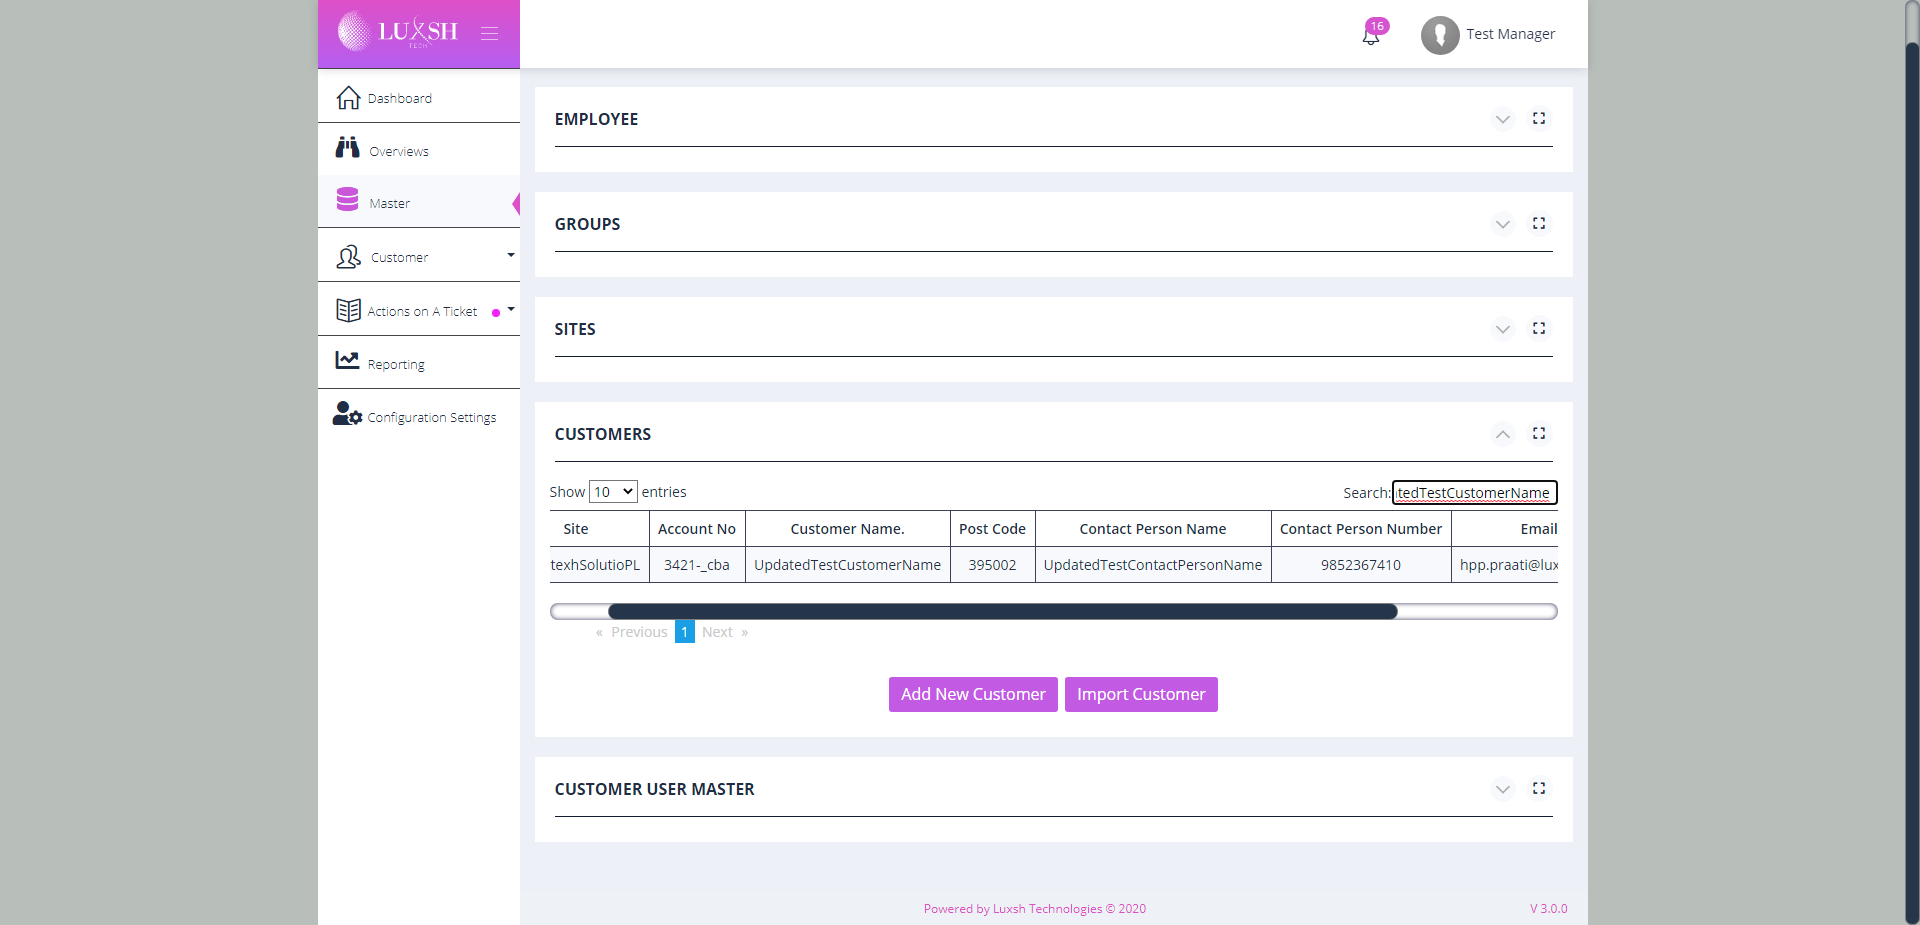 LUXSH
TECH
16
Test Manager
Dashboard
Overviews
Master
Customer
Actions on A Ticket
Reporting
Configuration Settings
EMPLOYEE
GROUPS
SITES
CUSTOMERS
Show 10 entries
Search: tedTestCustomerName
Site Account No Customer Name. Post Code Contact Person Name Contact Person Number Email
texhSolutioPL 3421-_cba UpdatedTestCustomerName 395002 UpdatedTestContactPersonName 9852367410 hpp.praati@lux
« Previous 1 Next »
Add New Customer Import Customer
CUSTOMER USER MASTER
Powered by Luxsh Technologies © 2020
V 3.0.0